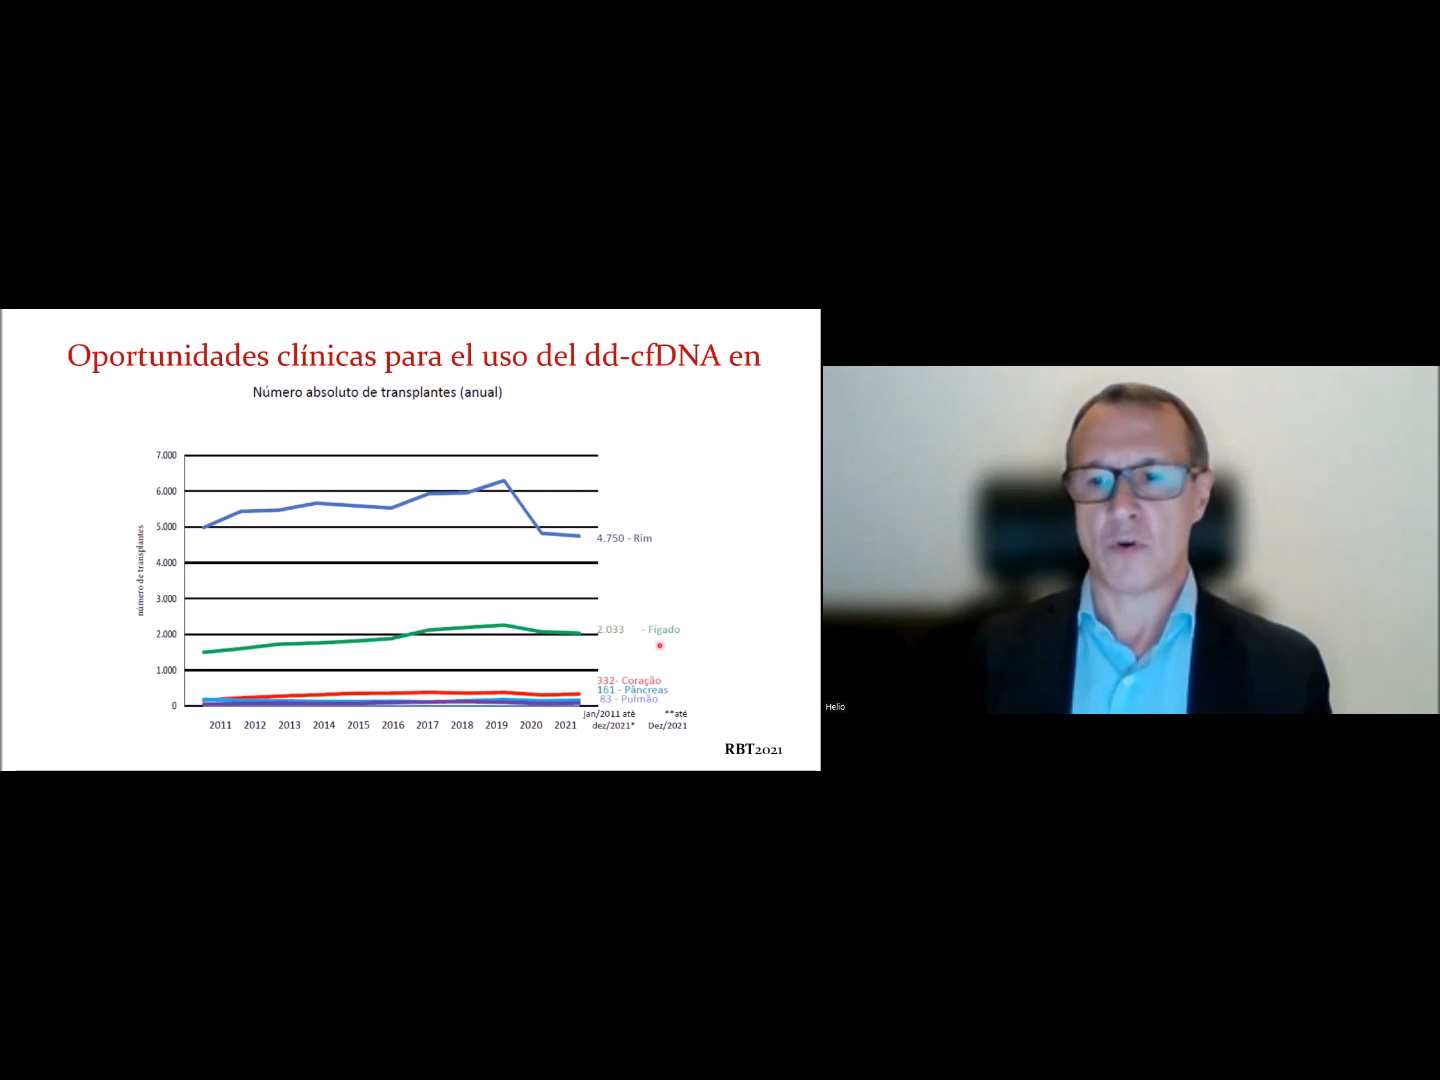 Oportunidades clínicas para el uso del dd-cfDNA en
Número absoluto de transplantes (anual)
número de transplantes
7.000
6.000
5.000
4.000
3.000
2.000
1.000
0
4.750 - Rim
2.033 - Fígado
332- Coração
161 - Pâncreas
83 - Pulmão
2011 2012 2013 2014 2015 2016 2017 2018 2019 2020 2021
Jan/2011 até
dez/2021*
**até
Dez/2021
RBT2021
Helio